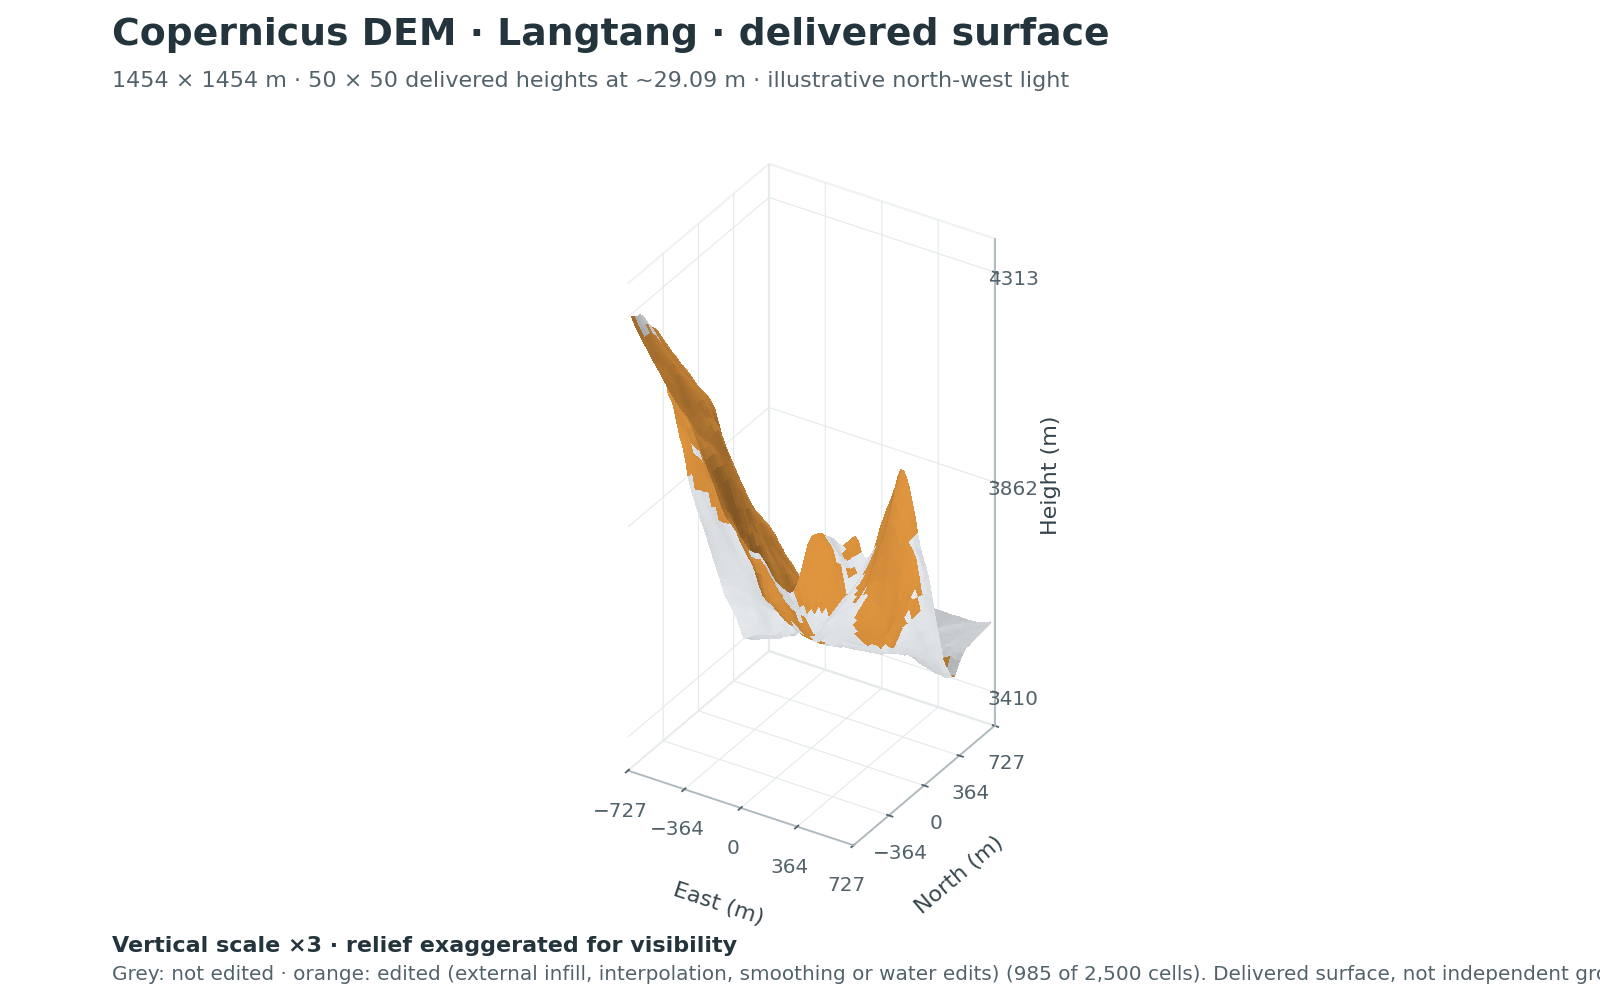 Copernicus DEM · Langtang · delivered surface
1454 × 1454 m · 50 × 50 delivered heights at ~29.09 m · illustrative north-west light
4313
3862
3410
Height (m)
727
364
0
−364
North (m)
−727
−364
0
364
727
East (m)
Vertical scale ×3 · relief exaggerated for visibility
Grey: not edited · orange: edited (external infill, interpolation, smoothing or water edits) (985 of 2,500 cells). Delivered surface, not independent